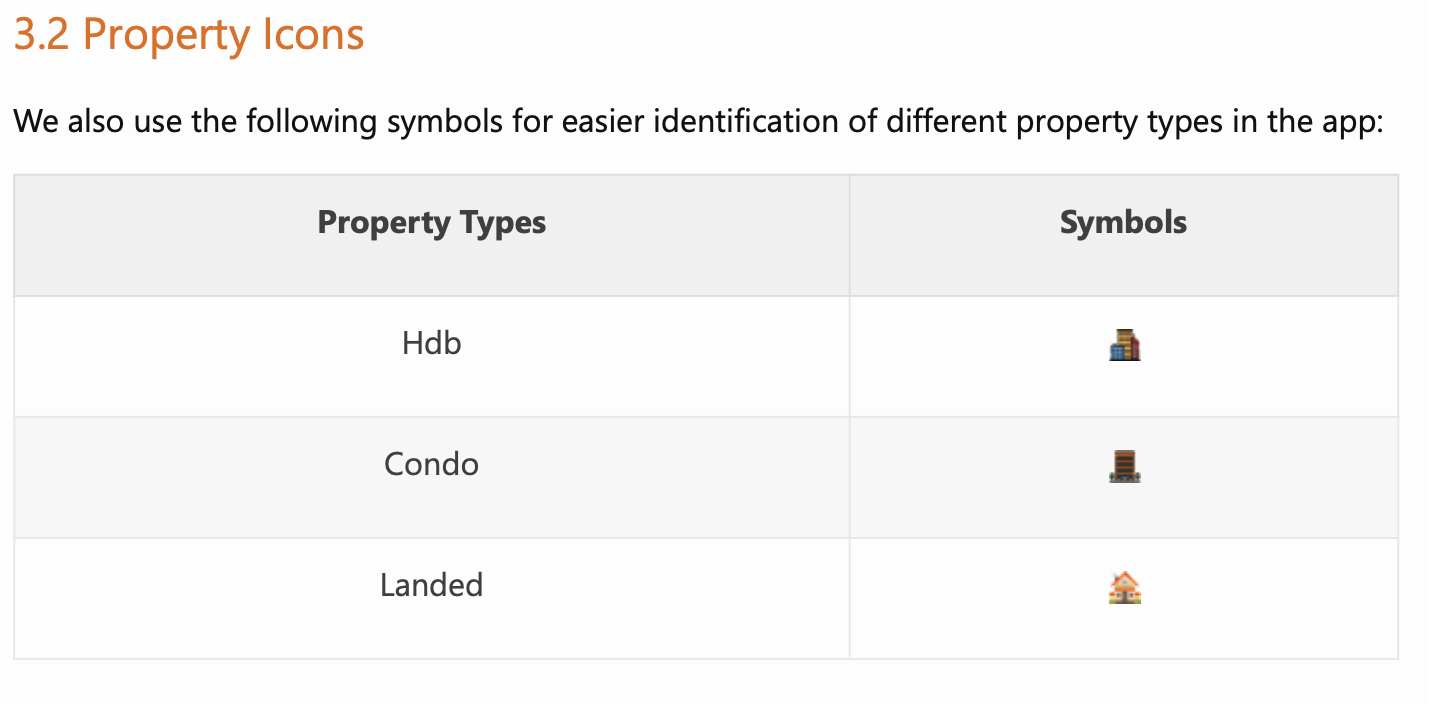 3.2 Property Icons
We also use the following symbols for easier identification of different property types in the app:
Property Types Symbols
Hdb
Condo
Landed